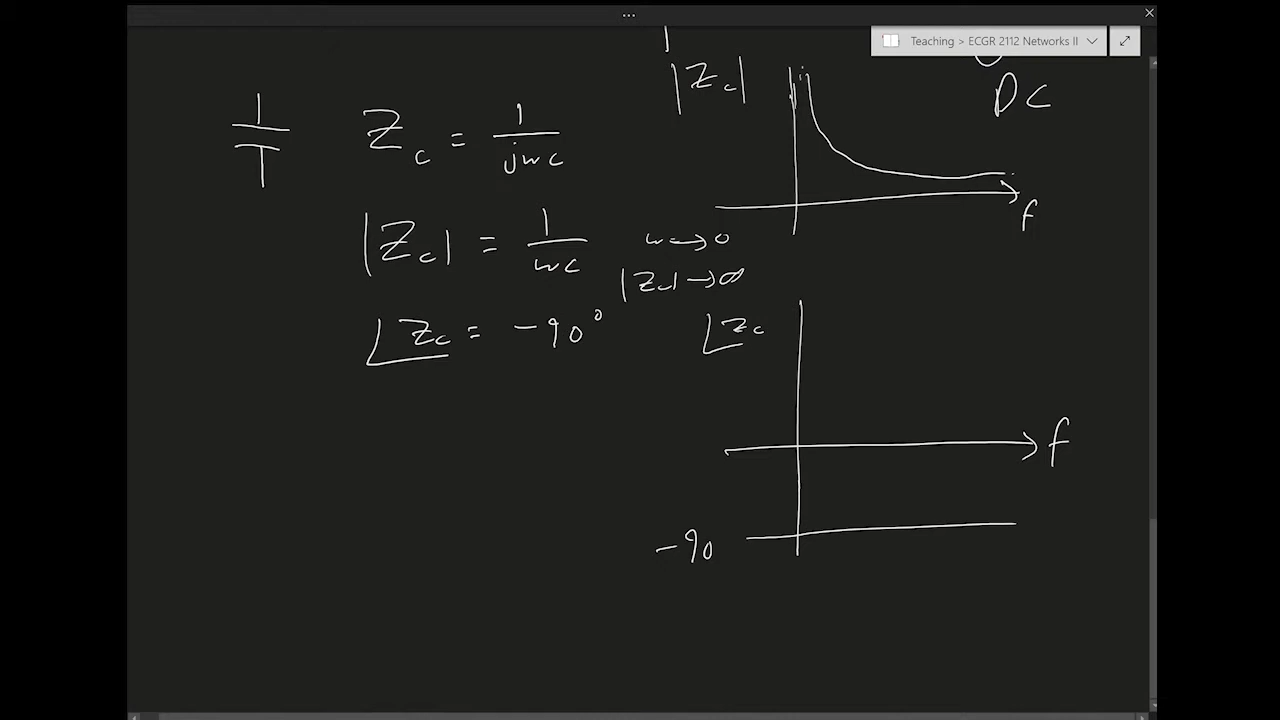 ...
Teaching > ECGR 2112 Networks II
|Zc|
DC
Zc = 1/jwc
f
|Zc| = 1/wc
w→0
|Zc|→∞
∠Zc = -90°
∠Zc
f
-90